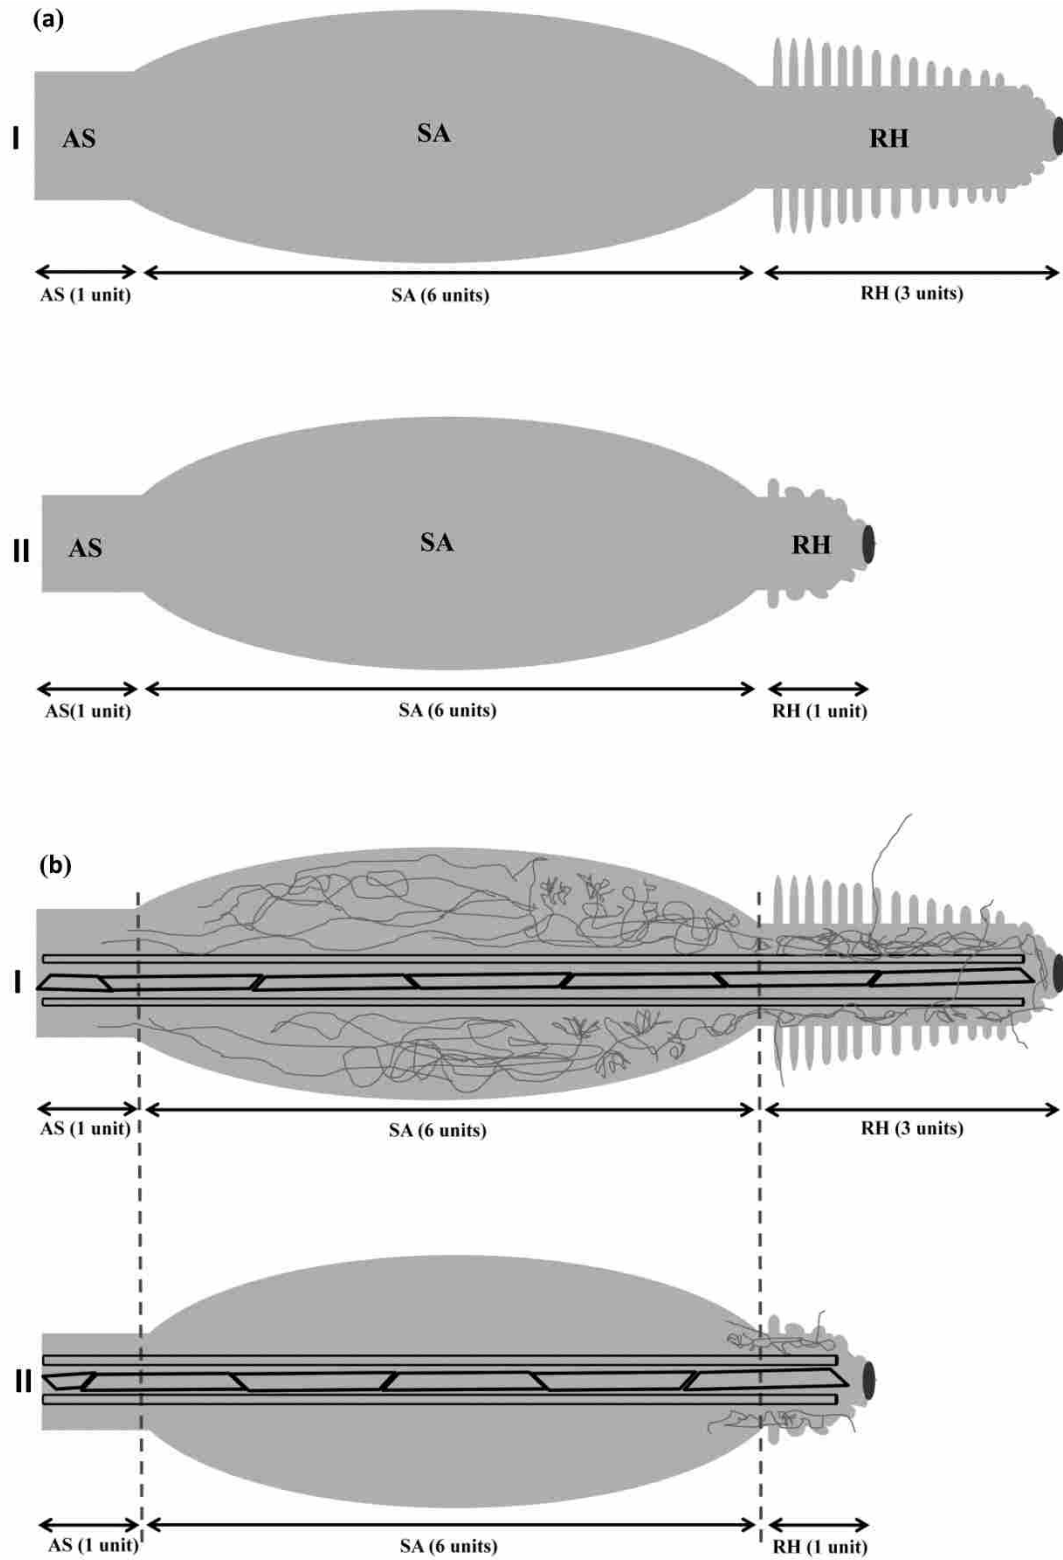 (a)
I
AS
SA
RH
AS (1 unit)
SA (6 units)
RH (3 units)
II
AS
SA
RH
AS(1 unit)
SA (6 units)
RH (1 unit)
(b)
I
AS (1 unit)
SA (6 units)
RH (3 units)
II
AS (1 unit)
SA (6 units)
RH (1 unit)